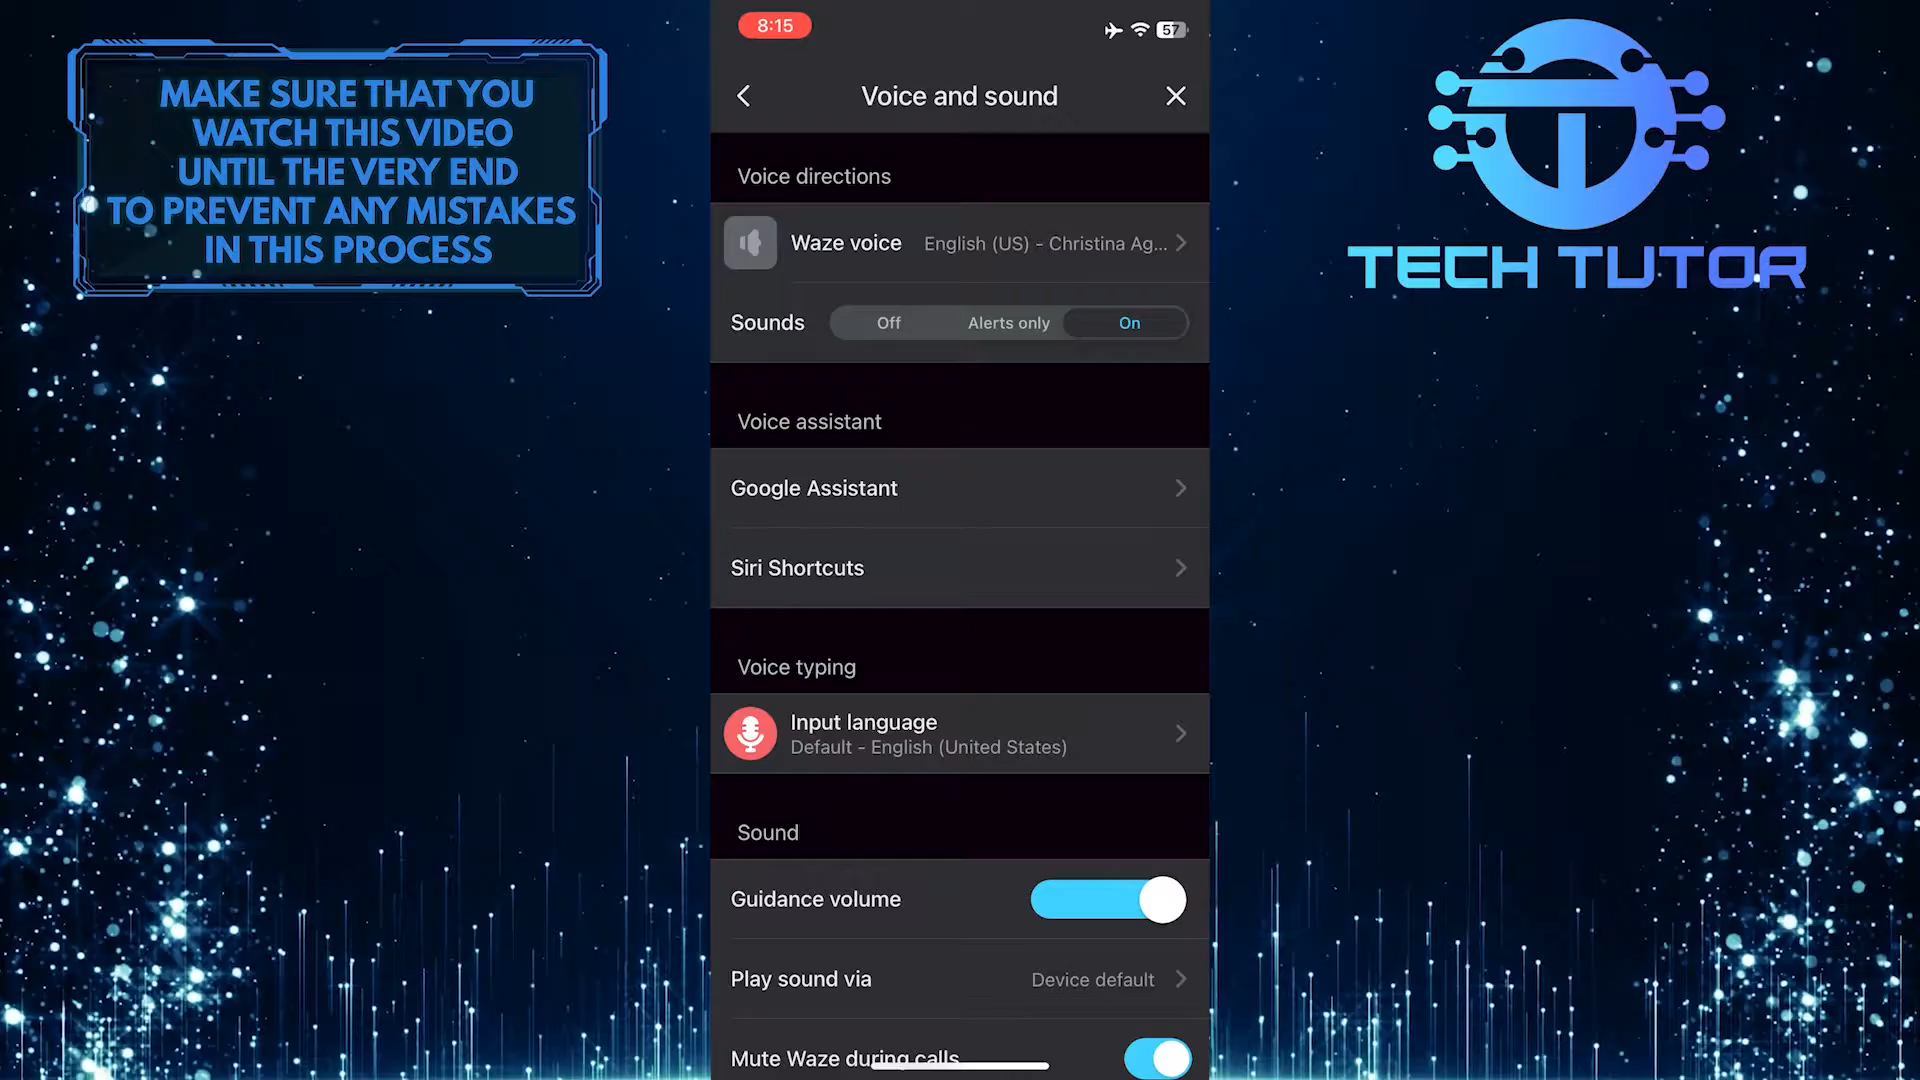 MAKE SURE THAT YOU
WATCH THIS VIDEO
UNTIL THE VERY END
TO PREVENT ANY MISTAKES
IN THIS PROCESS
8:15
57
Voice and sound
Voice directions
Waze voice English (US) - Christina Ag...
Sounds Off Alerts only On
Voice assistant
Google Assistant
Siri Shortcuts
Voice typing
Input language
Default - English (United States)
Sound
Guidance volume
Play sound via Device default
Mute Waze during calls
TECH TUTOR